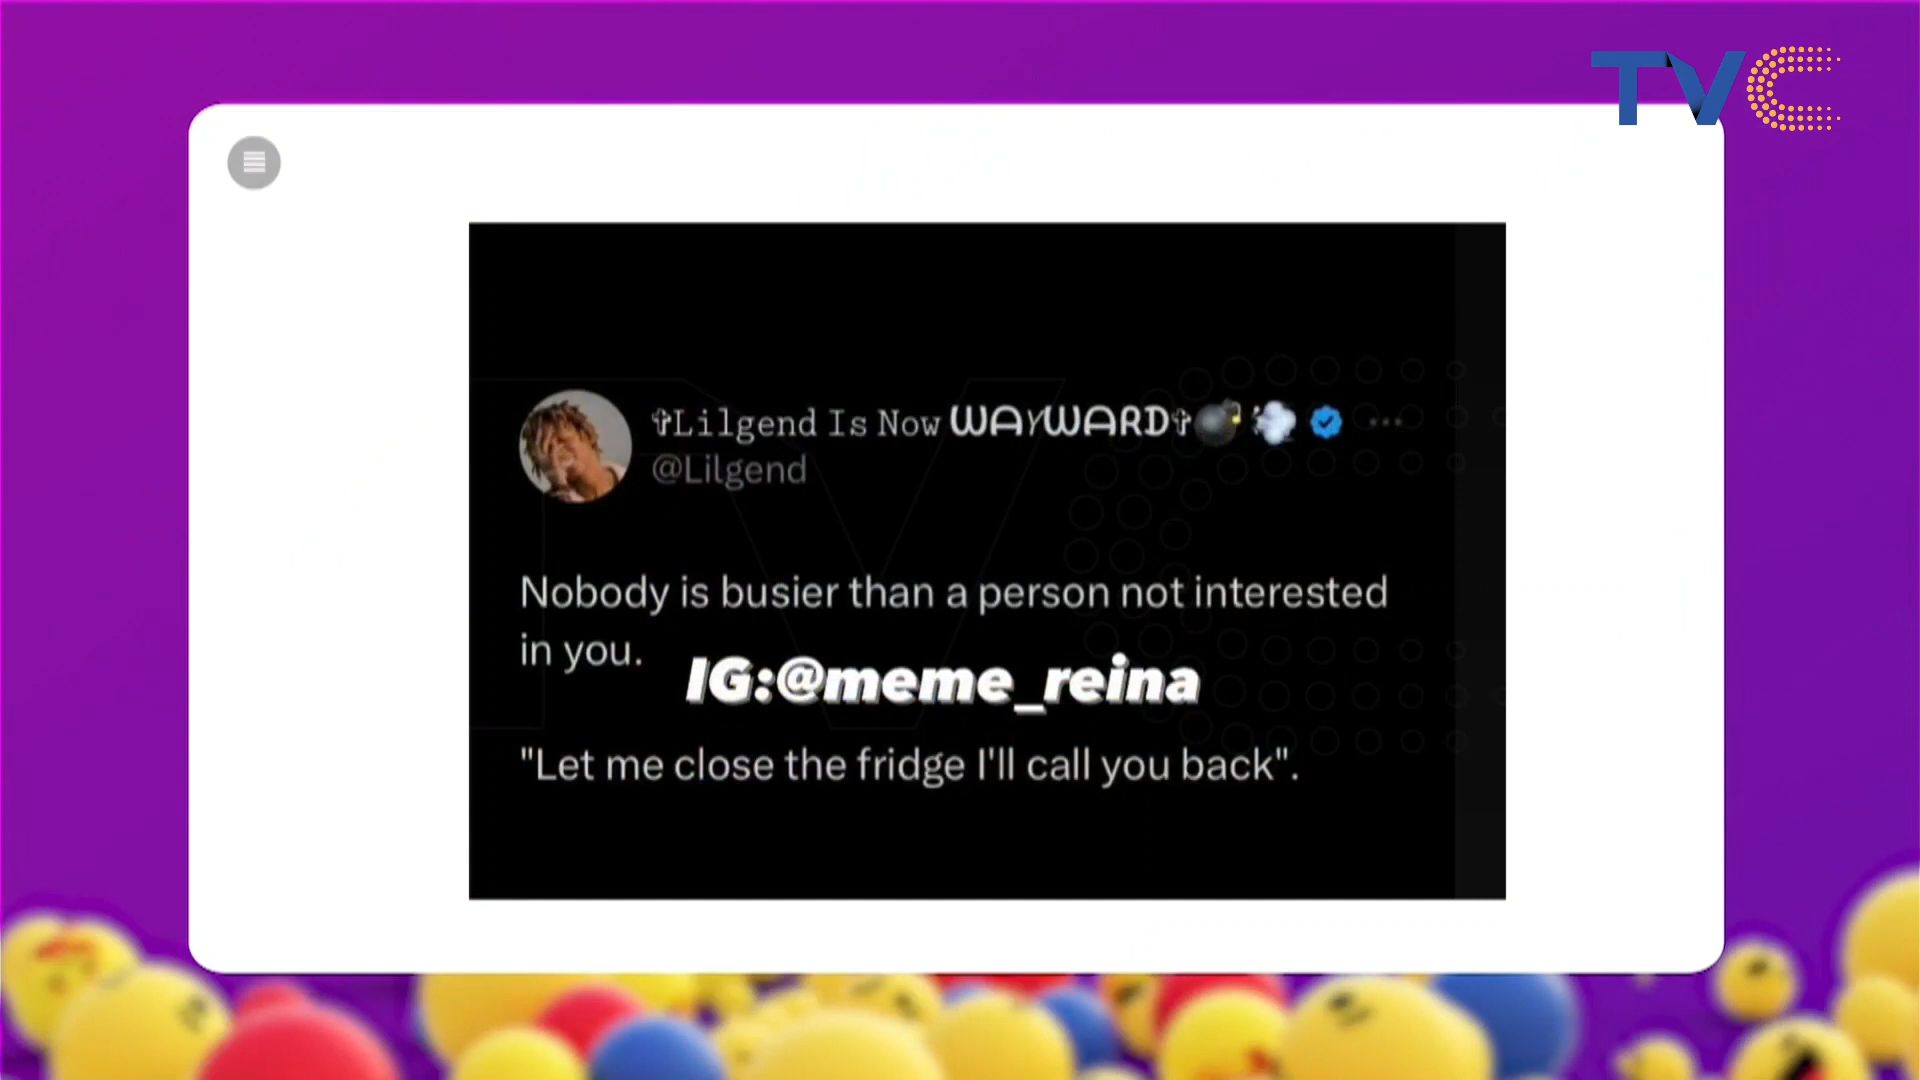 TVC
✞Lilgend Is Now WAYWARD✞💣💨
@Lilgend
Nobody is busier than a person not interested
in you.
IG:@meme_reina
"Let me close the fridge I'll call you back".